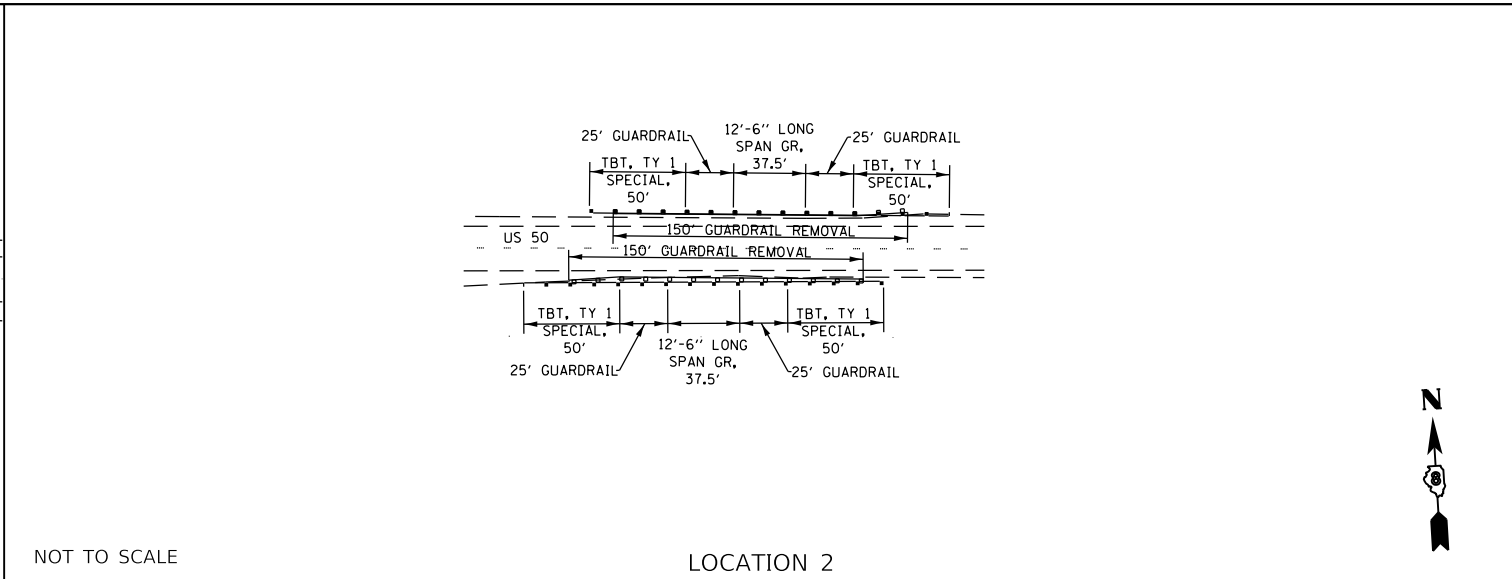 25' GUARDRAIL
12'-6" LONG
SPAN GR,
37.5'
25' GUARDRAIL
TBT, TY 1
SPECIAL,
50'
TBT, TY 1
SPECIAL,
50'
150' GUARDRAIL REMOVAL
US 50
150' GUARDRAIL REMOVAL
TBT, TY 1
SPECIAL,
50'
TBT, TY 1
SPECIAL,
50'
25' GUARDRAIL
12'-6" LONG
SPAN GR,
37.5'
25' GUARDRAIL
N
8
NOT TO SCALE
LOCATION 2